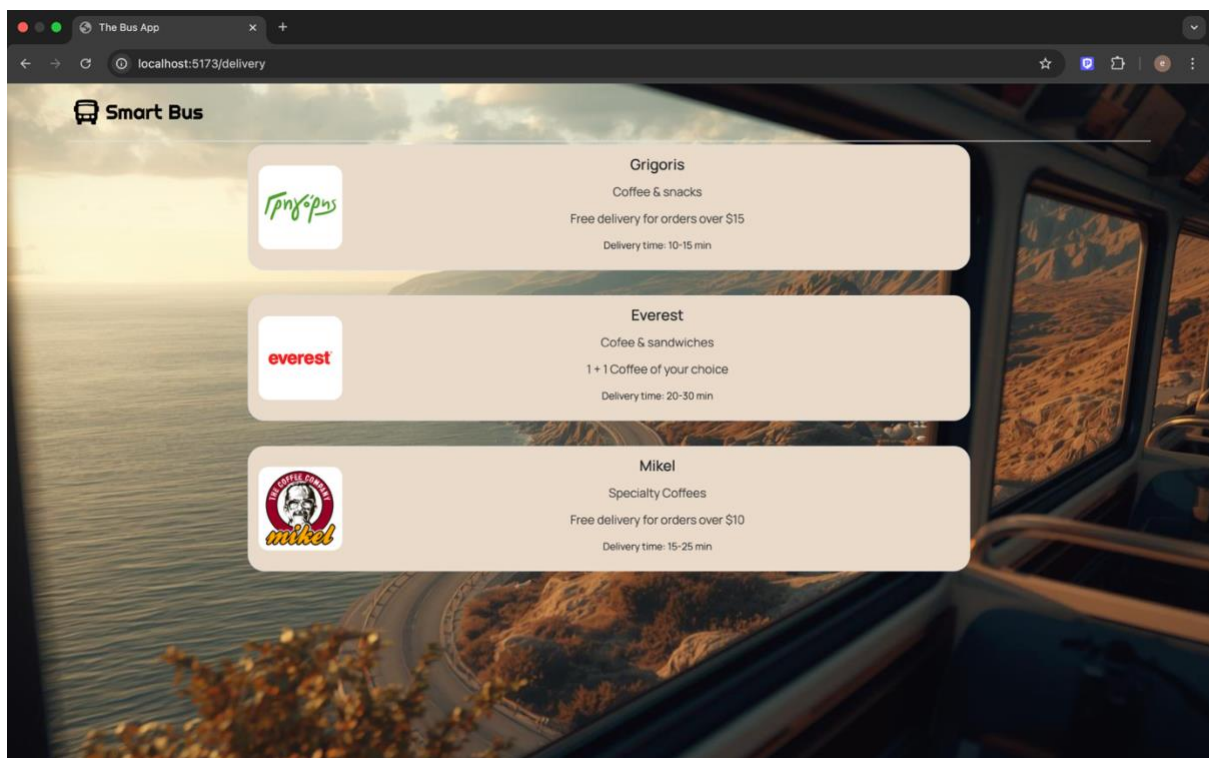 The Bus App
localhost:5173/delivery
e
Smart Bus
Γρηγόρης
Grigoris
Coffee & snacks
Free delivery for orders over $15
Delivery time: 10-15 min
everest
Everest
Cofee & sandwiches
1 + 1 Coffee of your choice
Delivery time: 20-30 min
THE COFFEE COMPANY
mikel
Mikel
Specialty Coffees
Free delivery for orders over $10
Delivery time: 15-25 min